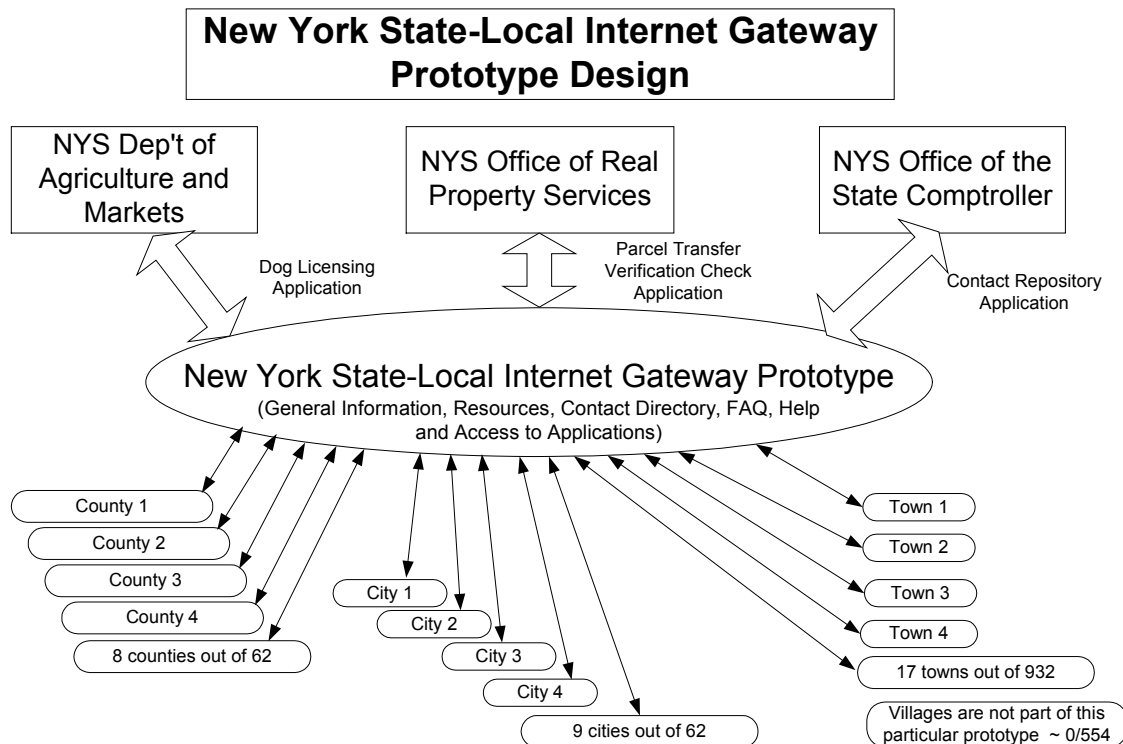 New York State-Local Internet Gateway
Prototype Design
NYS Dep't of
Agriculture and
Markets
NYS Office of Real
Property Services
NYS Office of the
State Comptroller
Dog Licensing
Application
Parcel Transfer
Verification Check
Application
Contact Repository
Application
New York State-Local Internet Gateway Prototype
(General Information, Resources, Contact Directory, FAQ, Help
and Access to Applications)
County 1
County 2
County 3
County 4
8 counties out of 62
City 1
City 2
City 3
City 4
9 cities out of 62
Town 1
Town 2
Town 3
Town 4
17 towns out of 932
Villages are not part of this
particular prototype ~ 0/554